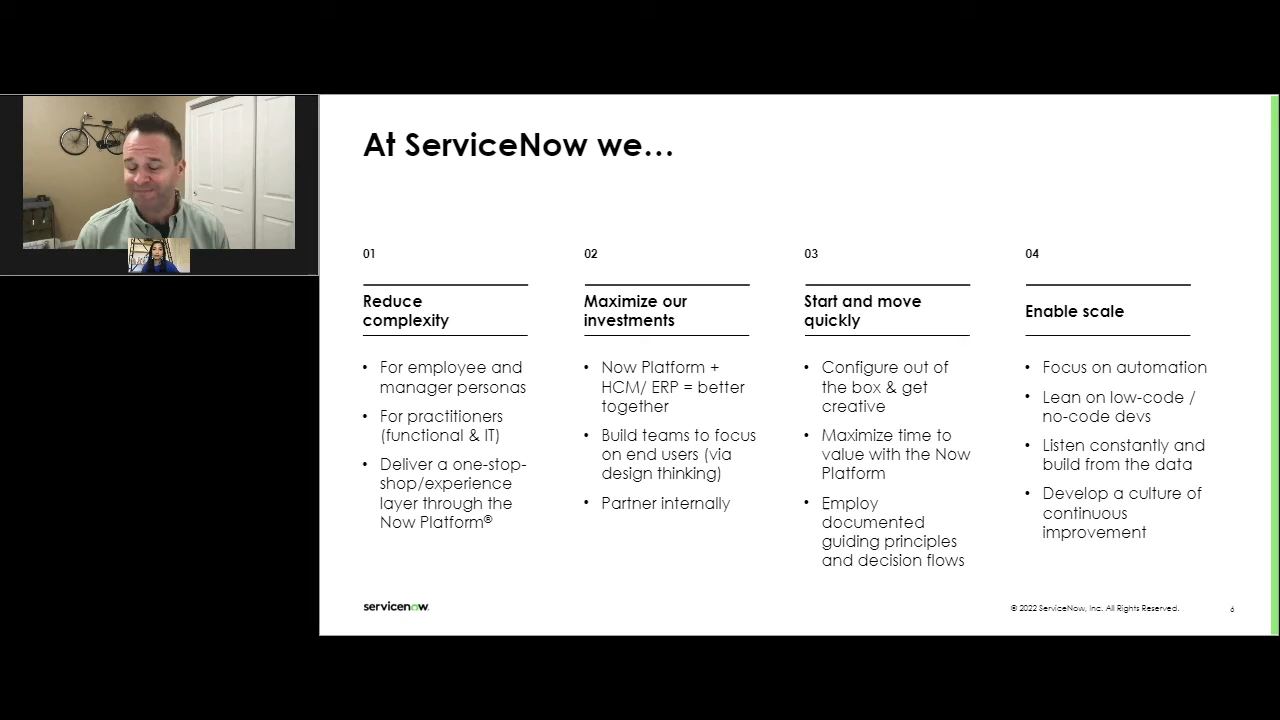 At ServiceNow we...
01
Reduce
complexity
• For employee and
manager personas
• For practitioners
(functional & IT)
• Deliver a one-stop-
shop/experience
layer through the
Now Platform®
02
Maximize our
investments
• Now Platform +
HCM/ ERP = better
together
• Build teams to focus
on end users (via
design thinking)
• Partner internally
03
Start and move
quickly
• Configure out of
the box & get
creative
• Maximize time to
value with the Now
Platform
• Employ
documented
guiding principles
and decision flows
04
Enable scale
• Focus on automation
• Lean on low-code /
no-code devs
• Listen constantly and
build from the data
• Develop a culture of
continuous
improvement
servicenow.
© 2022 ServiceNow, Inc. All Rights Reserved.
6